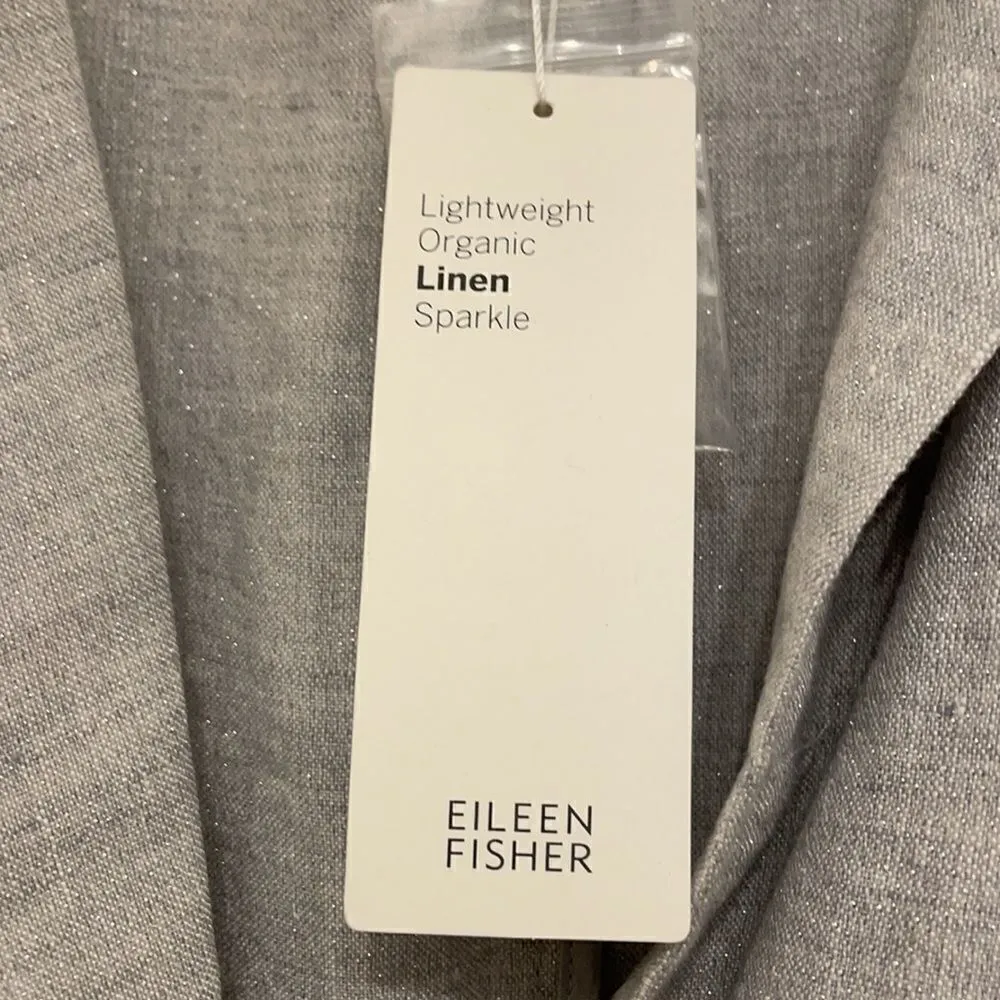 Lightweight
Organic
Linen
Sparkle
EILEEN
FISHER